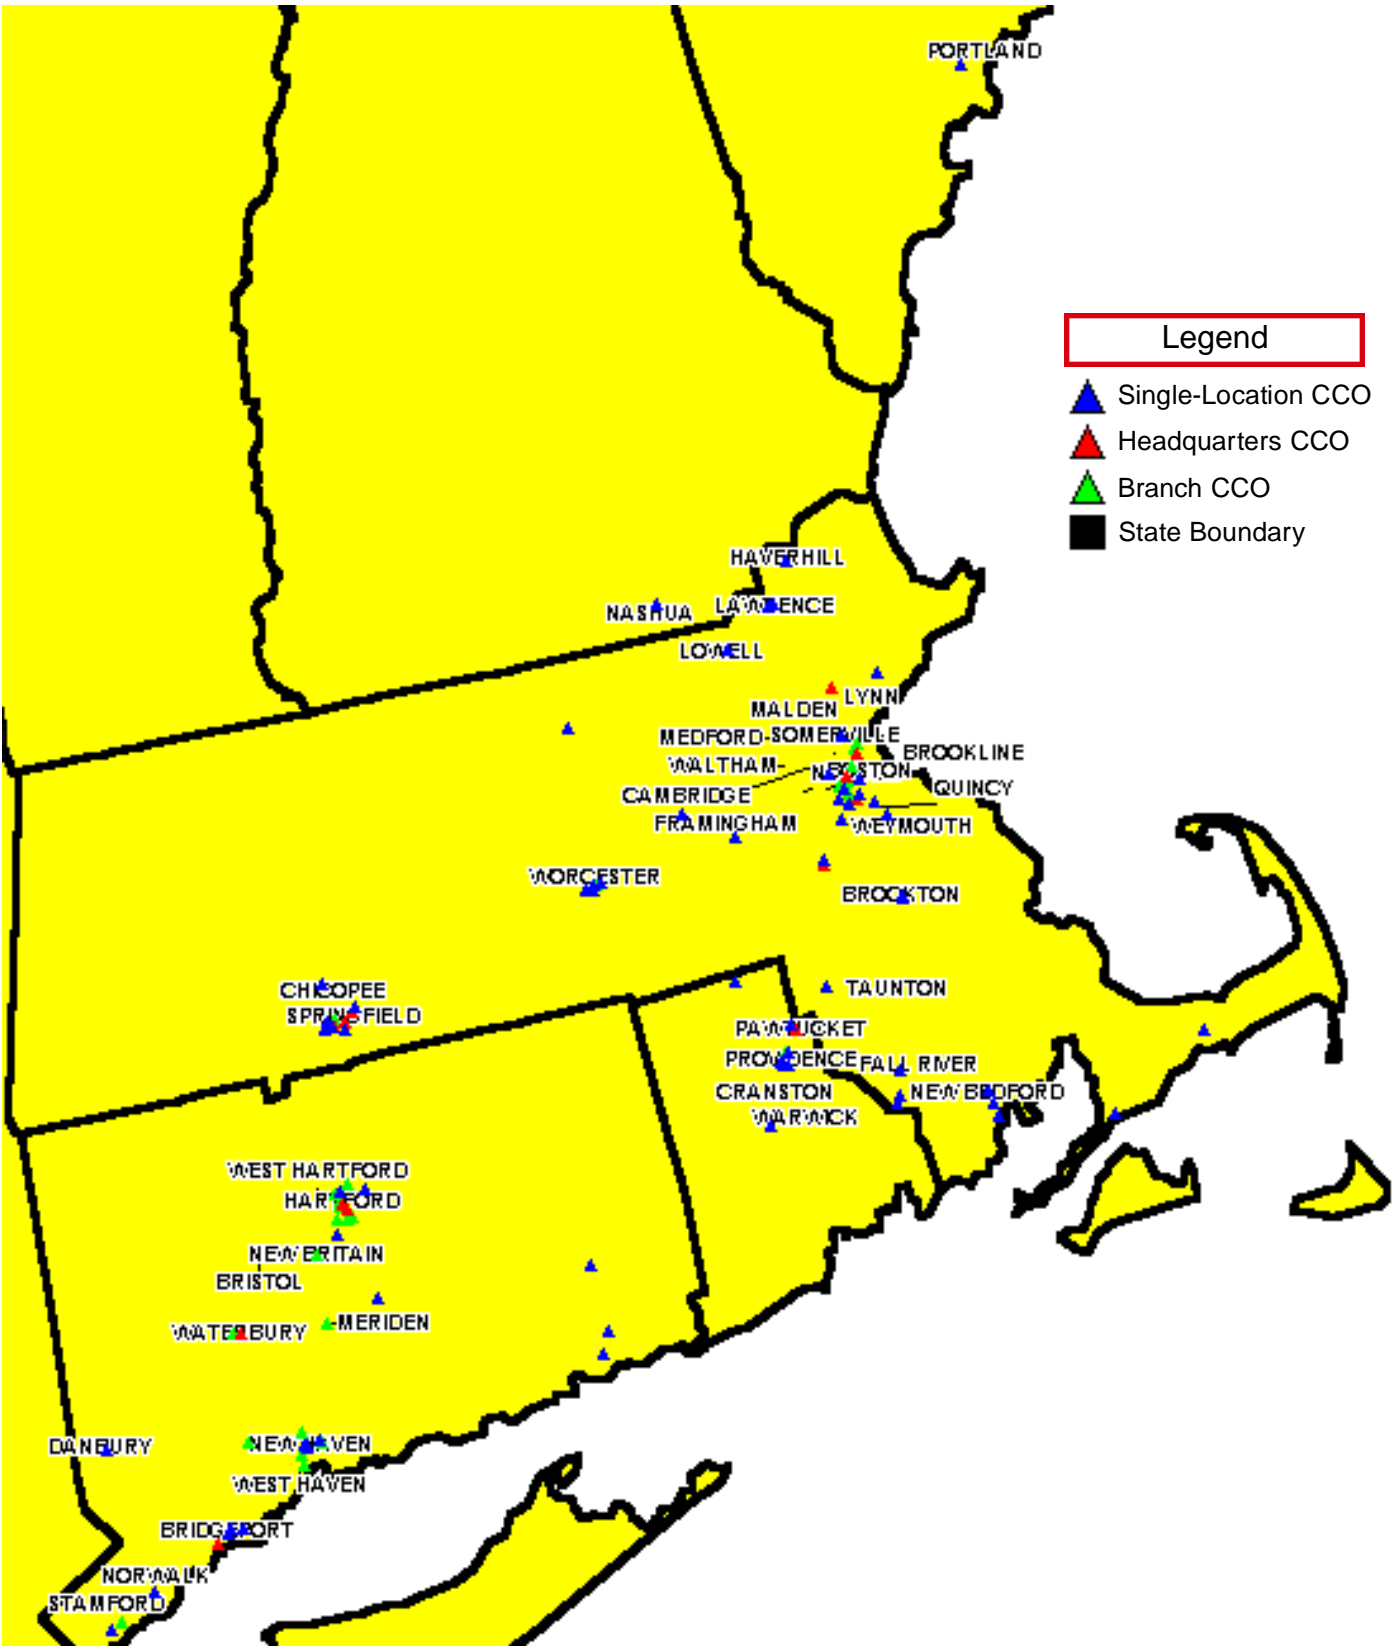 PORTLAND
Legend
Single-Location CCO
Headquarters CCO
Branch CCO
State Boundary
HAVERHILL
NASHUA
LAWRENCE
LOWELL
LYNN
MALDEN
MEDFORD
SOMERVILLE
BROOKLINE
WALTHAM
BOSTON
QUINCY
CAMBRIDGE
FRAMINGHAM
WEYMOUTH
WORCESTER
BROCKTON
CHICOPEE
TAUNTON
SPRINGFIELD
PAWTUCKET
PROVIDENCE
FALL RIVER
CRANSTON
NEW BEDFORD
WARWICK
WEST HARTFORD
HARTFORD
NEW BRITAIN
BRISTOL
MERIDEN
WATERBURY
DANBURY
NEW HAVEN
WEST HAVEN
BRIDGEPORT
NORWALK
STAMFORD